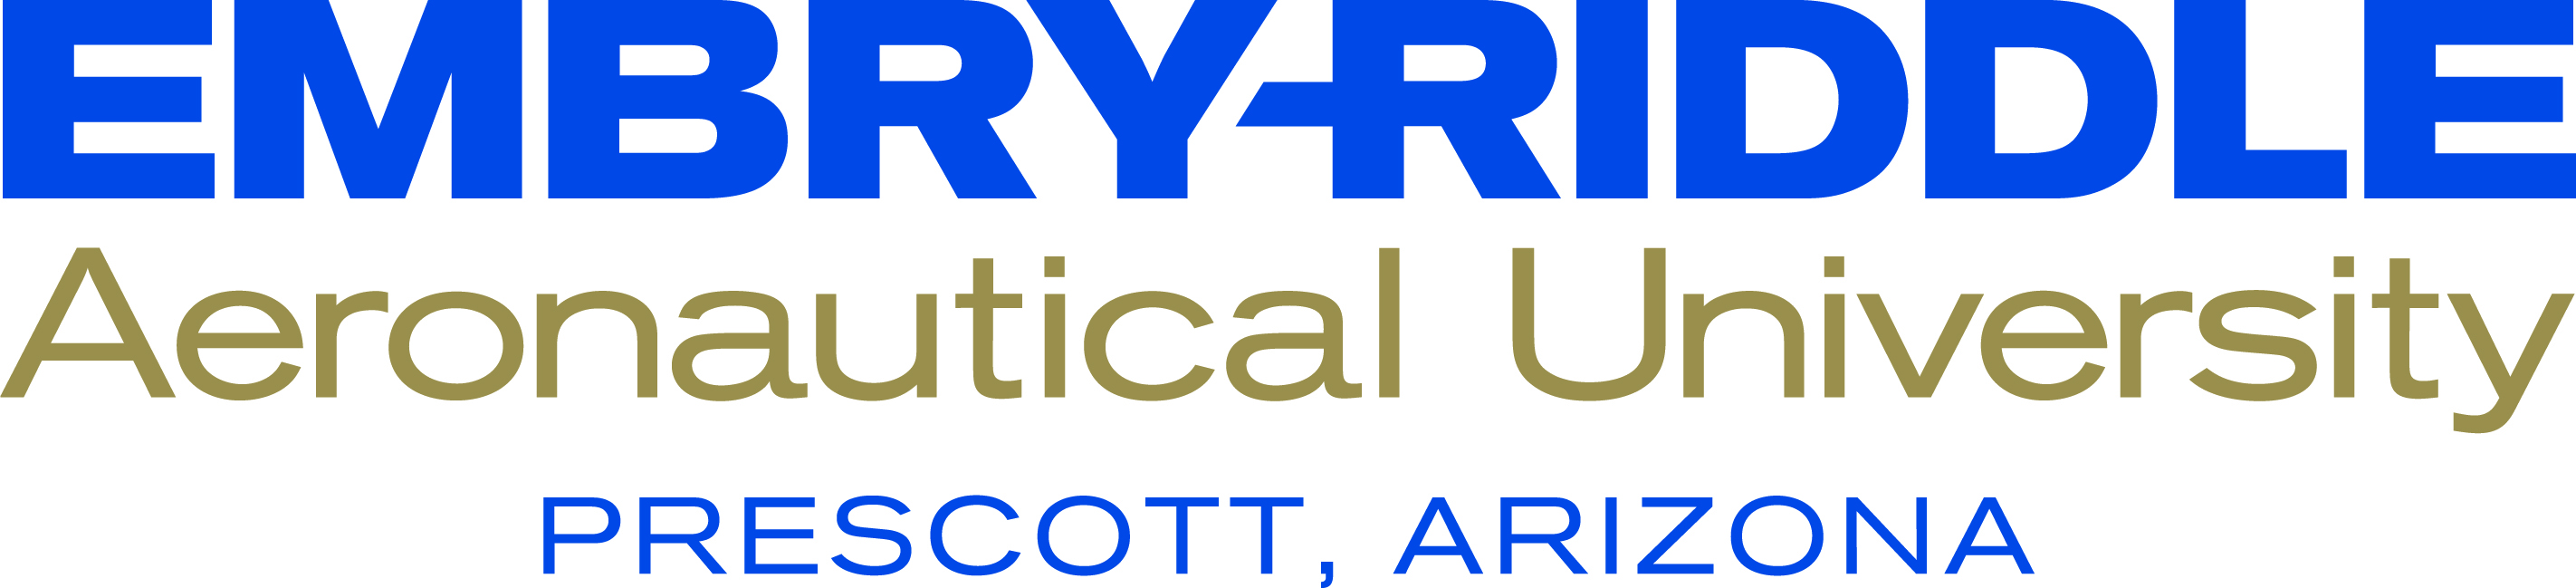 EMBRY-RIDDLE
Aeronautical University
PRESCOTT, ARIZONA